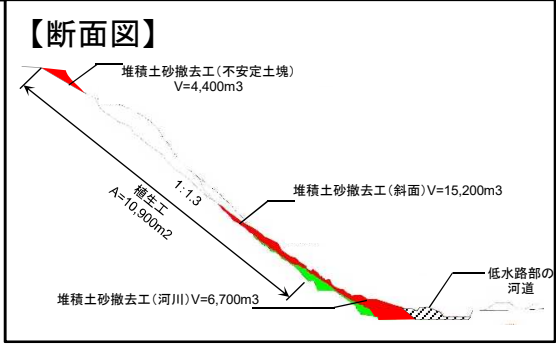 【断面図】
堆積土砂撤去工(不安定土塊)
V=4,400m3
植生工
A=10,900m2
1:1.3
堆積土砂撤去工(斜面)V=15,200m3
低水路部の
河道
堆積土砂撤去工(河川)V=6,700m3